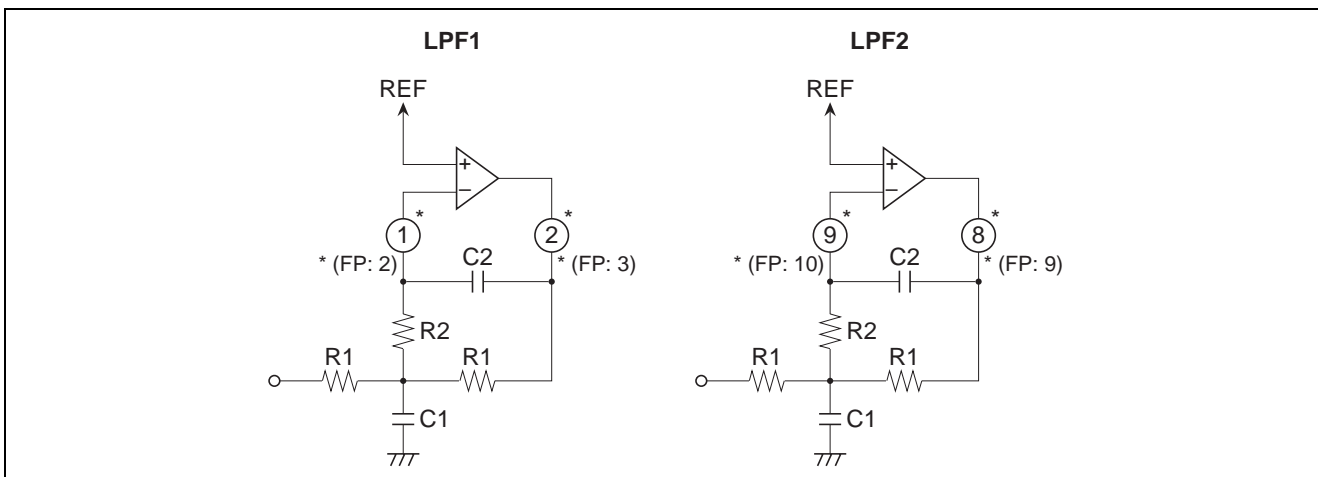 LPF1
REF
+
−
1 *
2 *
* (FP: 2)
C2
* (FP: 3)
R2
R1
R1
C1
LPF2
REF
+
−
9 *
8 *
* (FP: 10)
C2
* (FP: 9)
R2
R1
R1
C1